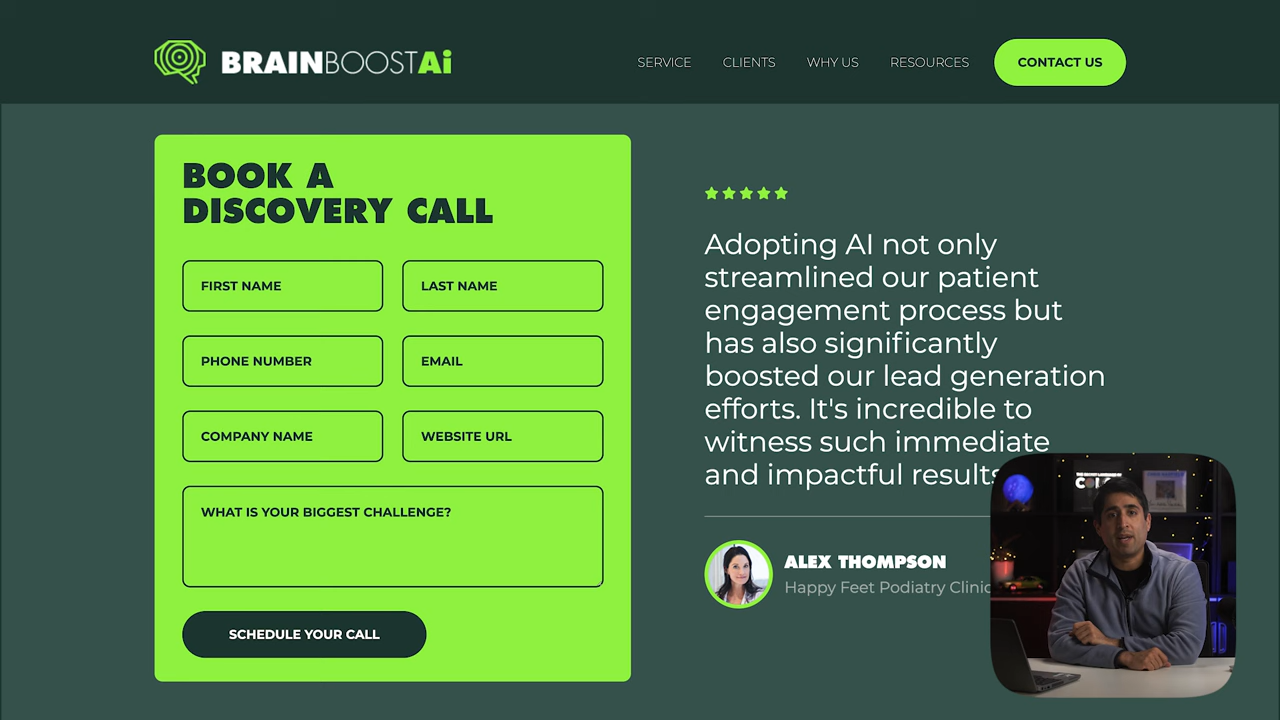 BRAINBOOSTAi
SERVICE
CLIENTS
WHY US
RESOURCES
CONTACT US
BOOK A
DISCOVERY CALL
FIRST NAME
LAST NAME
PHONE NUMBER
EMAIL
COMPANY NAME
WEBSITE URL
WHAT IS YOUR BIGGEST CHALLENGE?
SCHEDULE YOUR CALL
Adopting AI not only
streamlined our patient
engagement process but
has also significantly
boosted our lead generation
efforts. It's incredible to
witness such immediate
and impactful results
ALEX THOMPSON
Happy Feet Podiatry Clinic